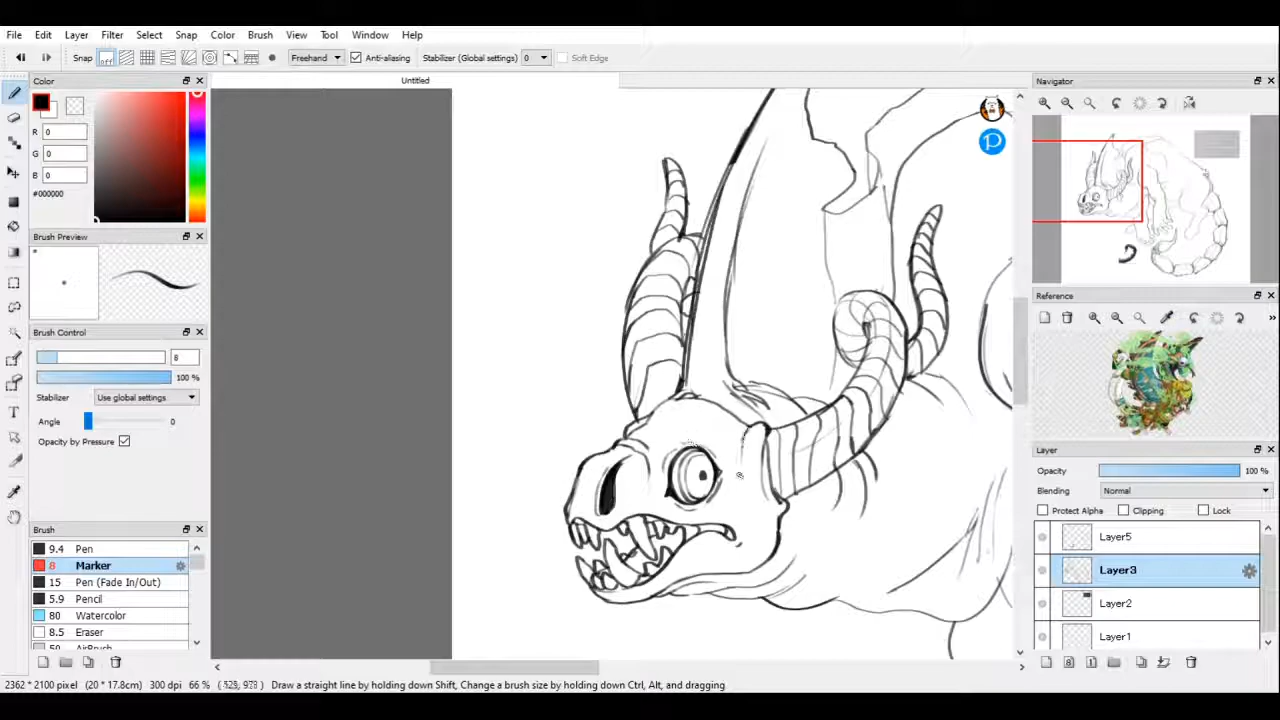 File Edit Layer Filter Select Snap Color Brush View Tool Window Help
Snap off Freehand Anti-aliasing Stabilizer (Global settings) 0 Soft Edge
Color
Untitled
Navigator
R 0
G 0
B 0
#000000
Brush Preview
Reference
Brush Control
8
100 %
Stabilizer Use global settings
Angle 0
Opacity by Pressure
Layer
Opacity 100 %
Blending Normal
Protect Alpha Clipping Lock
Brush
9.4 Pen
8 Marker
15 Pen (Fade In/Out)
5.9 Pencil
80 Watercolor
8.5 Eraser
50 AirBrush
Layer5
Layer3
Layer2
Layer1
2362 * 2100 pixel (20 * 17.8cm) 300 dpi 66 % Draw a straight line by holding down Shift, Change a brush size by holding down Ctrl, Alt, and dragging